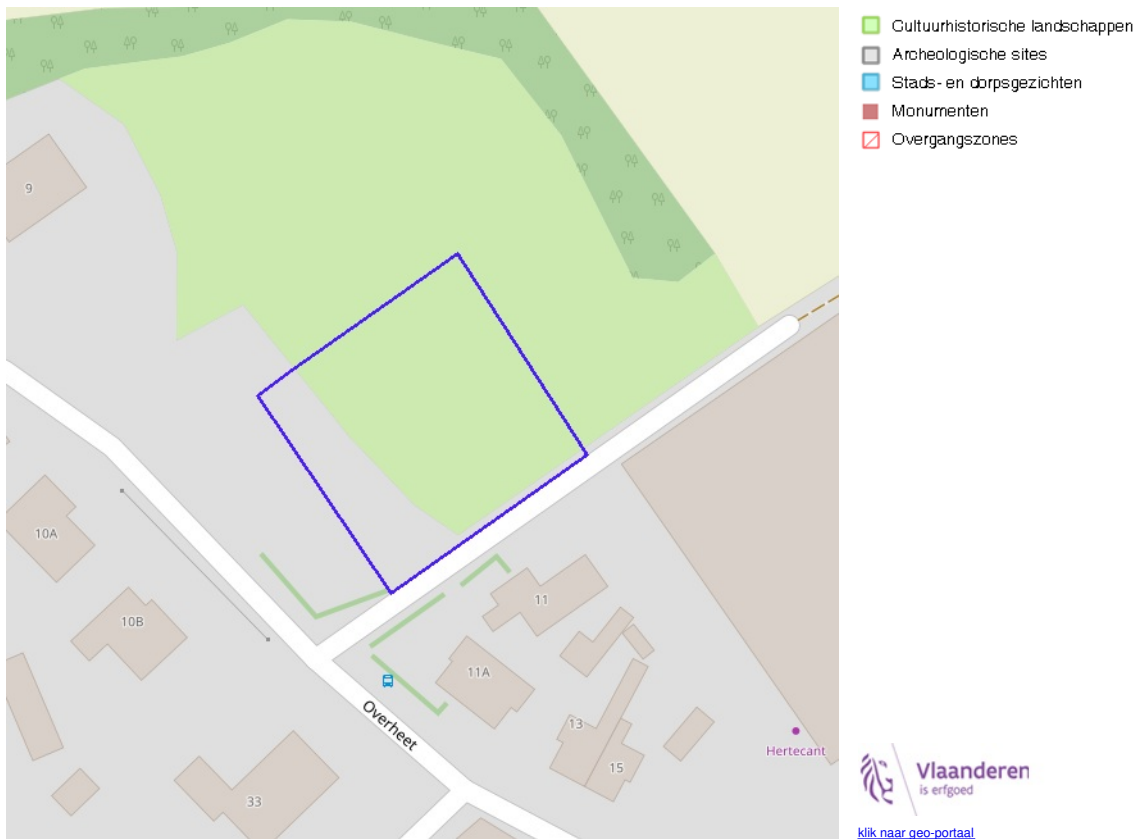 Cultuurhistorische landschappen
Archeologische sites
Stads- en dorpsgezichten
Monumenten
Overgangszones
9
10A
10B
11
11A
Overheet
13
15
Hertecant
33
Vlaanderen
is erfgoed
klik naar geo-portaal